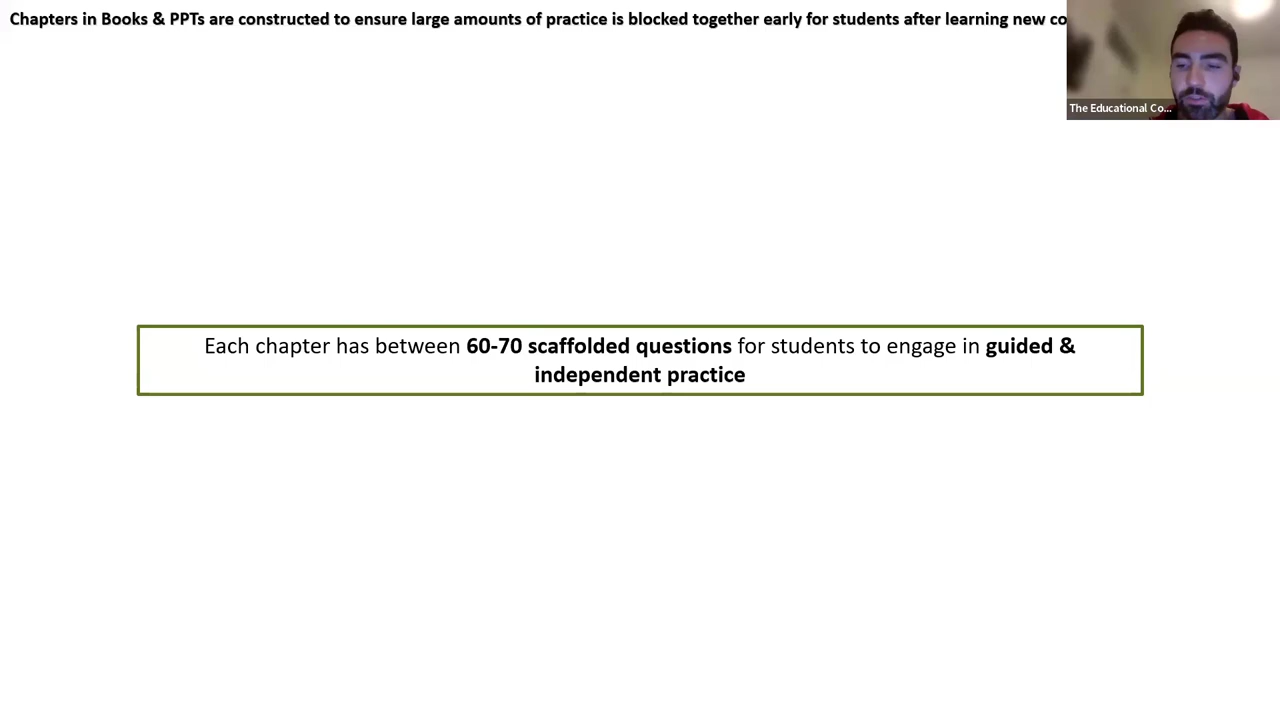 Chapters in Books & PPTs are constructed to ensure large amounts of practice is blocked together early for students after learning new
The Educational Co...
Each chapter has between 60-70 scaffolded questions for students to engage in guided &
independent practice